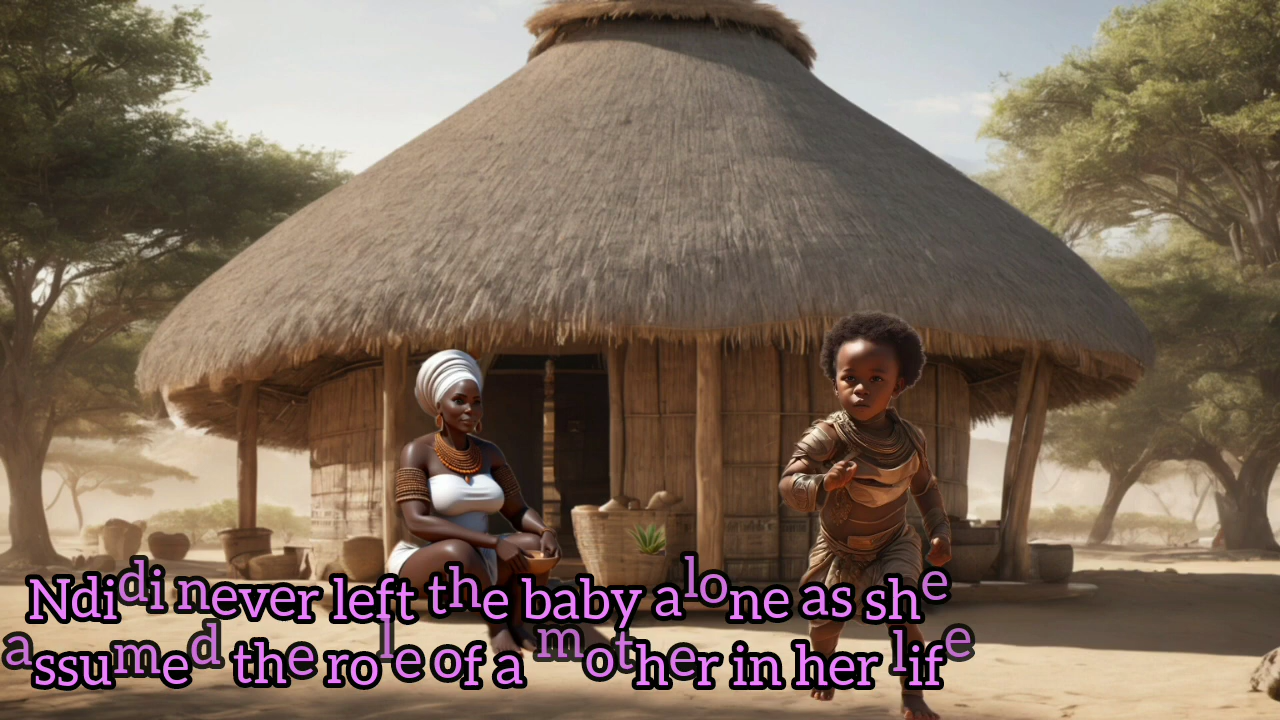 Ndidi never left the baby alone as she
assumed the role of a mother in her life